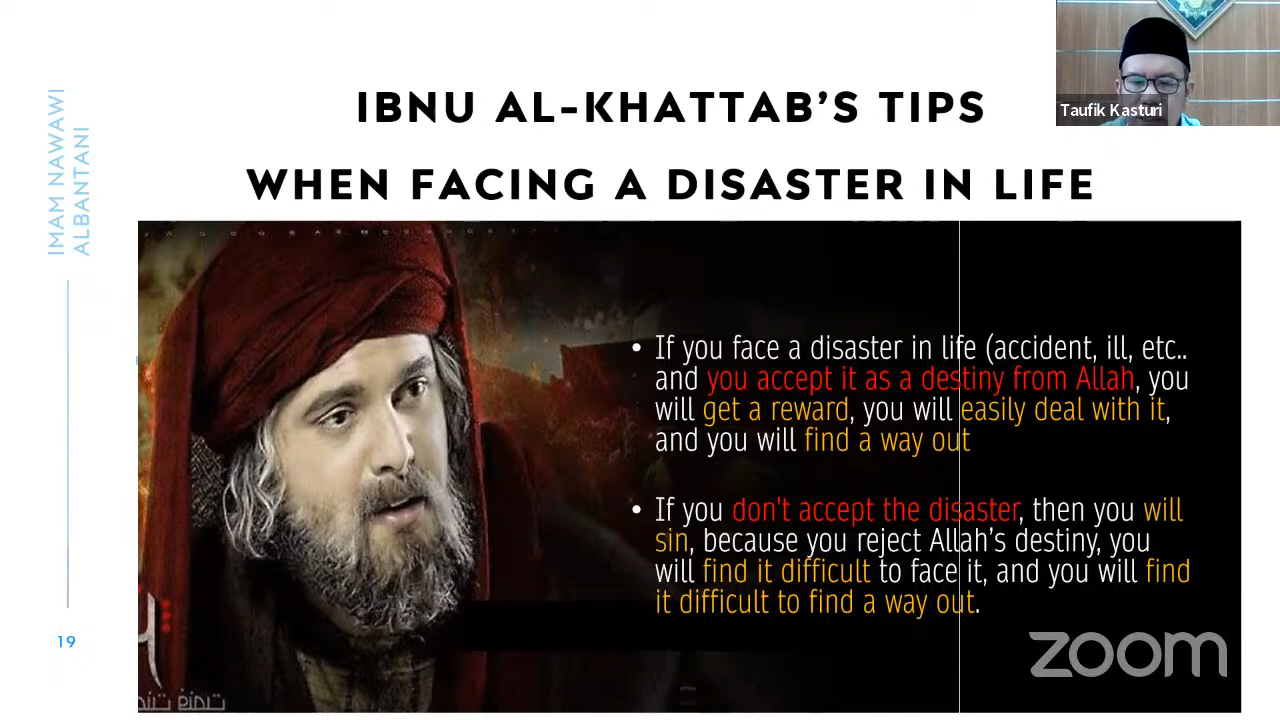 IBNU AL-KHATTAB’S TIPS
WHEN FACING A DISASTER IN LIFE
Taufik Kasturi
IMAM NAWAWI
ALBANTANI
• If you face a disaster in life (accident, ill, etc..
and you accept it as a destiny from Allah, you
will get a reward, you will easily deal with it,
and you will find a way out
• If you don't accept the disaster, then you will
sin, because you reject Allah’s destiny, you
will find it difficult to face it, and you will find
it difficult to find a way out.
19
zoom